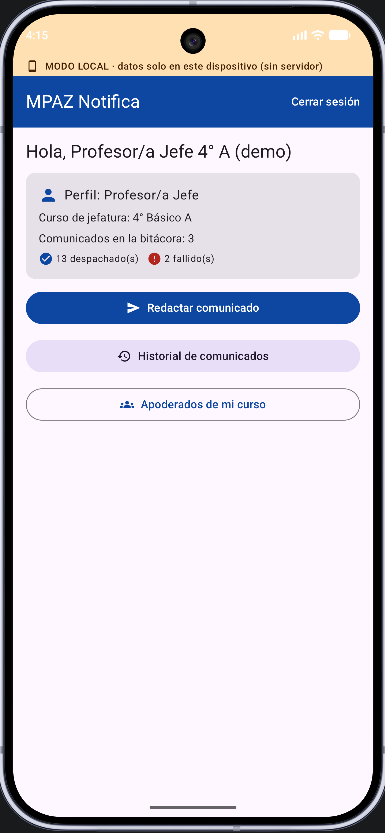 4:15
MODO LOCAL · datos solo en este dispositivo (sin servidor)
MPAZ Notifica
Cerrar sesión
Hola, Profesor/a Jefe 4° A (demo)
Perfil: Profesor/a Jefe
Curso de jefatura: 4° Básico A
Comunicados en la bitácora: 3
13 despachado(s) 2 fallido(s)
Redactar comunicado
Historial de comunicados
Apoderados de mi curso